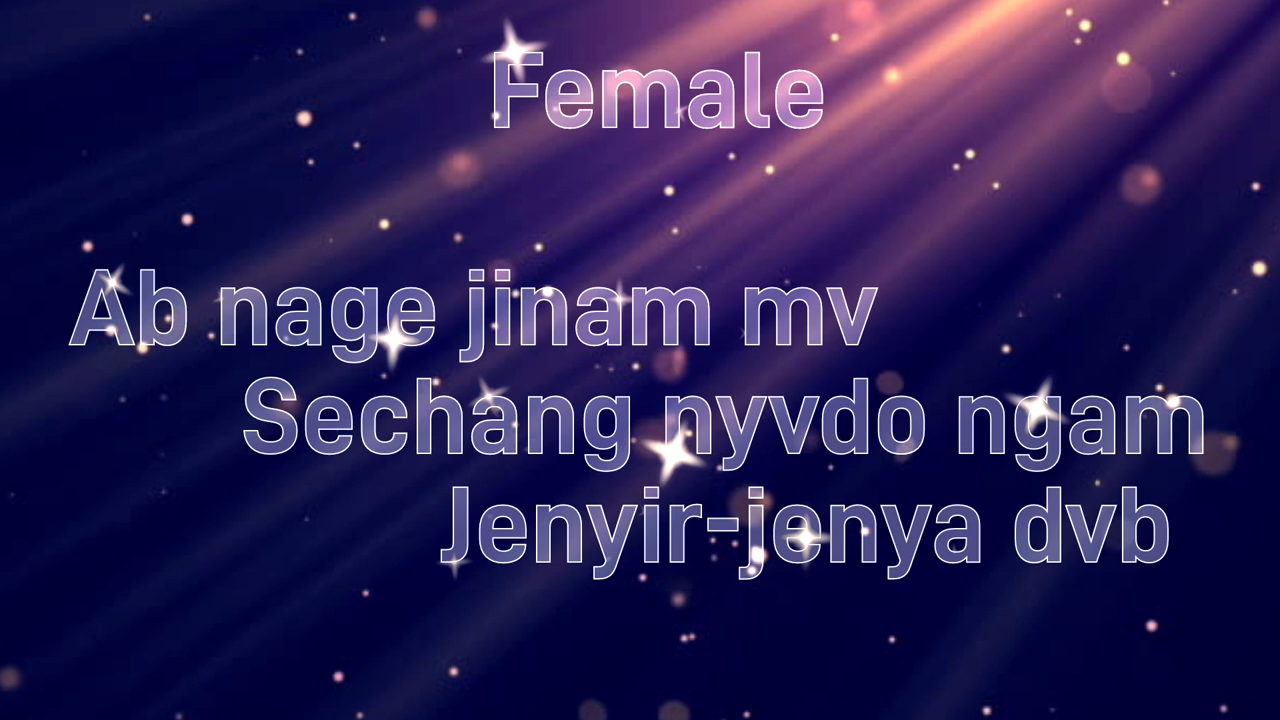 Female
Ab nage jinam mv
Sechang nyvdo ngam
Jenyir-jenya dvb